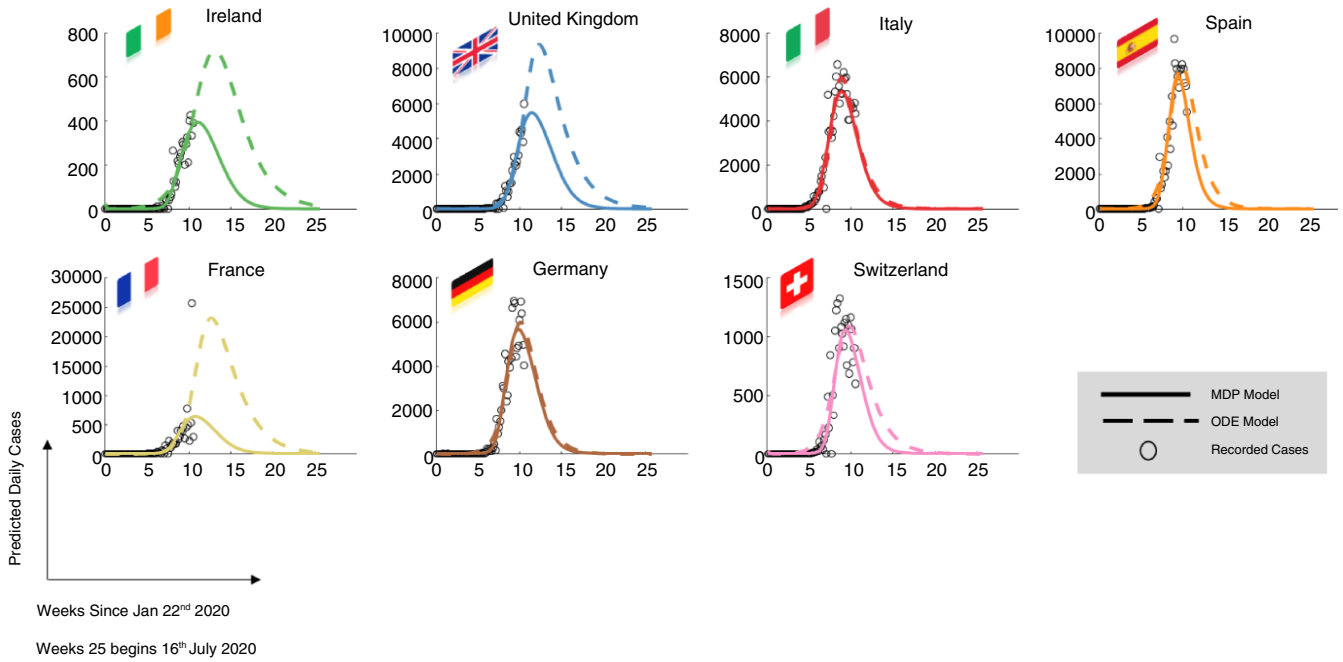 Ireland
800
600
400
200
0
0 5 10 15 20 25
United Kingdom
10000
8000
6000
4000
2000
0
0 5 10 15 20 25
Italy
8000
6000
4000
2000
0
0 5 10 15 20 25
Spain
10000
8000
6000
4000
2000
0
0 5 10 15 20 25
France
30000
25000
20000
15000
10000
500
0
0 5 10 15 20 25
Germany
8000
6000
4000
2000
0
0 5 10 15 20 25
Switzerland
1500
1000
500
0
0 5 10 15 20 25
MDP Model
ODE Model
Recorded Cases
Predicted Daily Cases
Weeks Since Jan 22nd 2020
Weeks 25 begins 16th July 2020